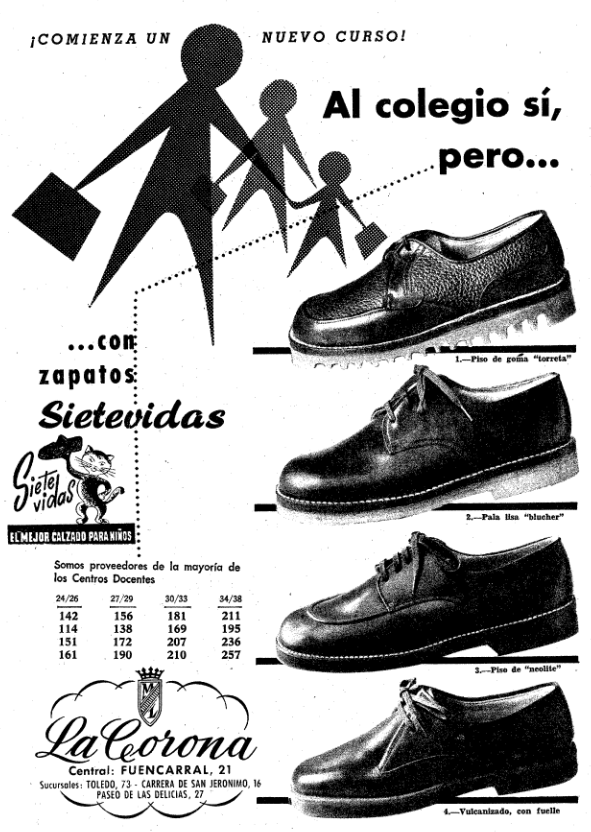 ¡COMIENZA UN NUEVO CURSO!
Al colegio sí,
pero...
1.—Piso de goma "torreta"
...con
zapatos
Sietevidas
Siete
vidas
EL MEJOR CALZADO PARA NIÑOS
2.—Pala lisa "blucher"
Somos proveedores de la mayoría de
los Centros Docentes
24/26 27/29 30/33 34/38
142 156 181 211
114 138 169 195
151 172 207 236
161 190 210 257
3.—Piso de "neolite"
M
L
La Corona
Central: FUENCARRAL, 21
Sucursales: TOLEDO, 73 - CARRERA DE SAN JERONIMO, 16
PASEO DE LAS DELICIAS, 27
4.—Vulcanizado, con fuelle